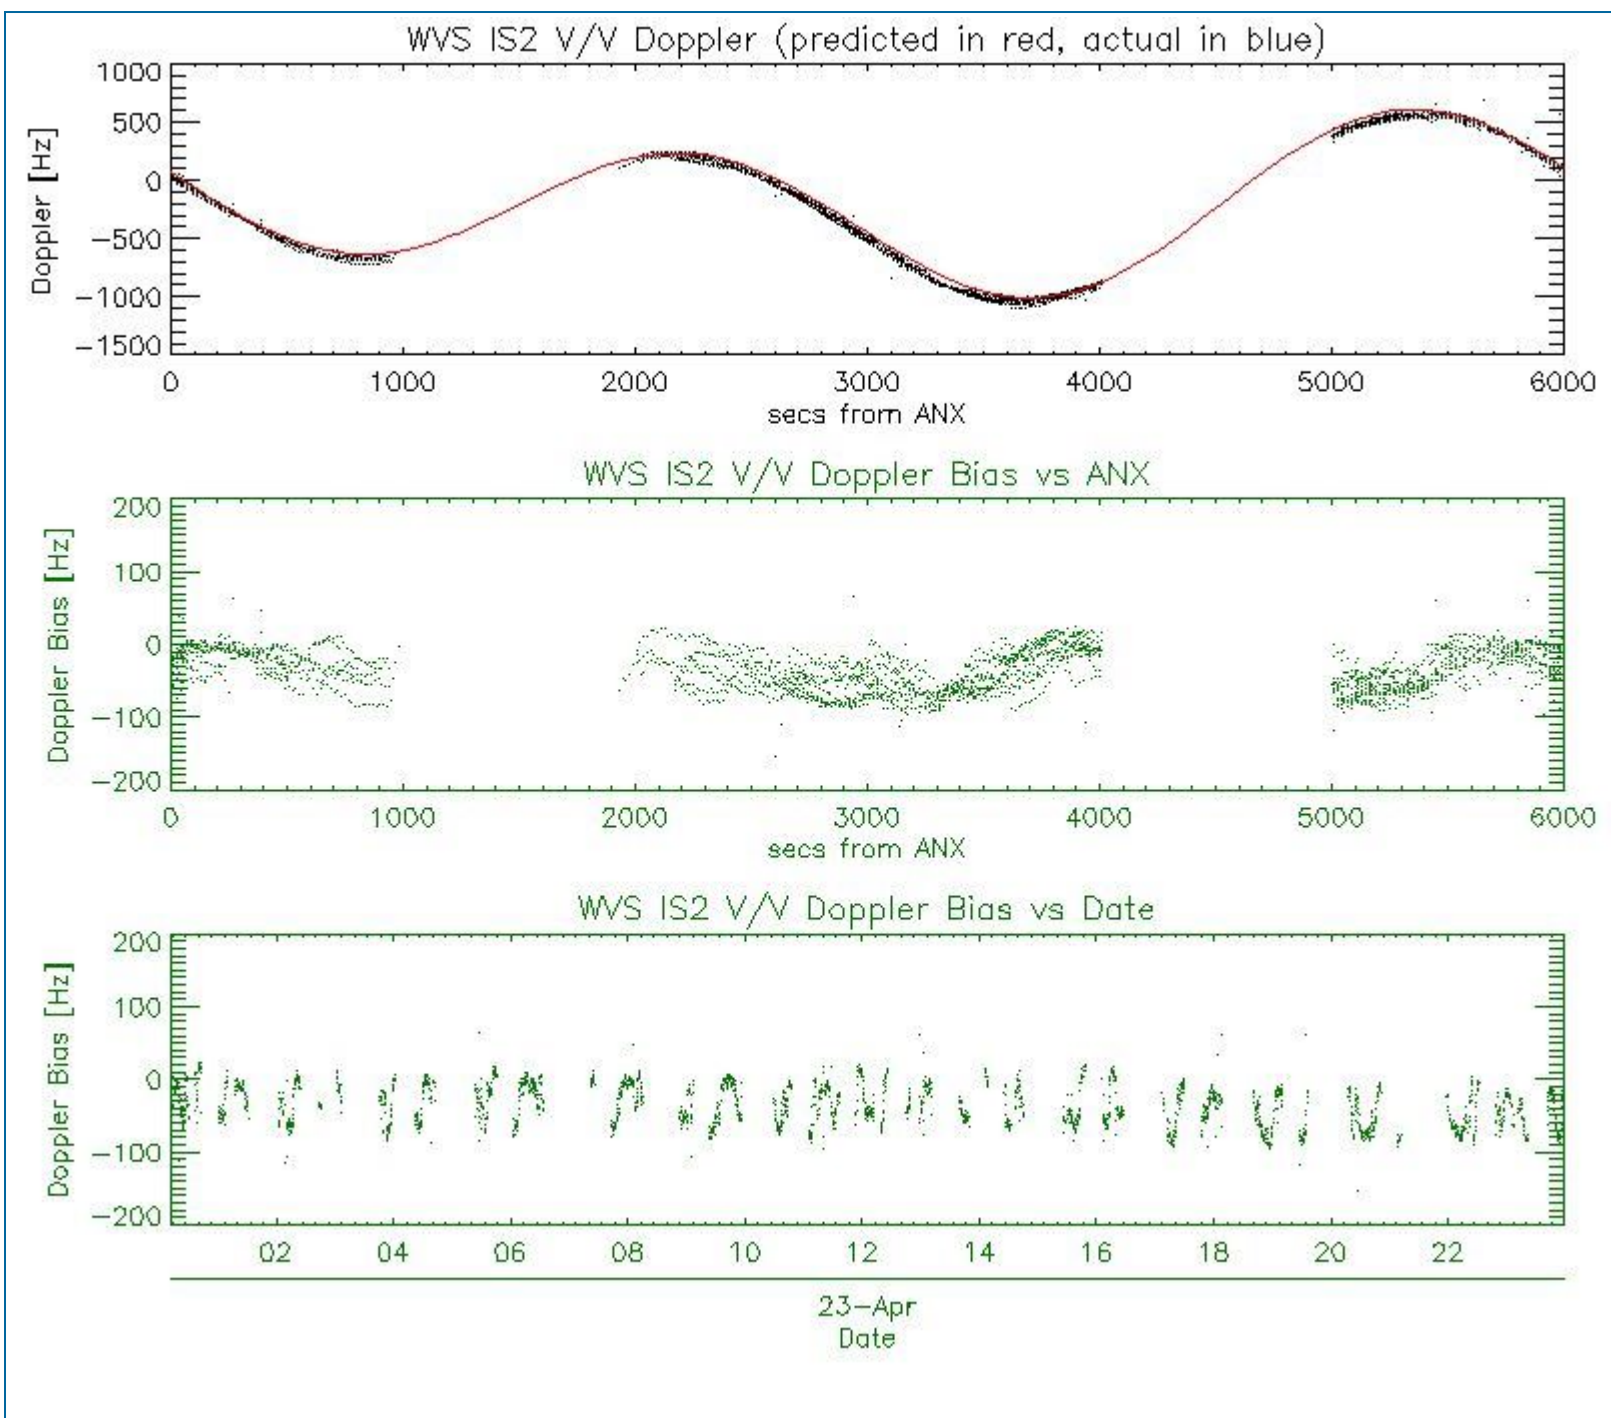 WVS IS2 V/V Doppler (predicted in red, actual in blue)
1000
500
0
-500
-1000
-1500
Doppler [Hz]
0 1000 2000 3000 4000 5000 6000
secs from ANX
WVS IS2 V/V Doppler Bias vs ANX
200
100
0
-100
-200
Doppler Bias [Hz]
0 1000 2000 3000 4000 5000 6000
secs from ANX
WVS IS2 V/V Doppler Bias vs Date
200
100
0
-100
-200
Doppler Bias [Hz]
02 04 06 08 10 12 14 16 18 20 22
23-Apr
Date